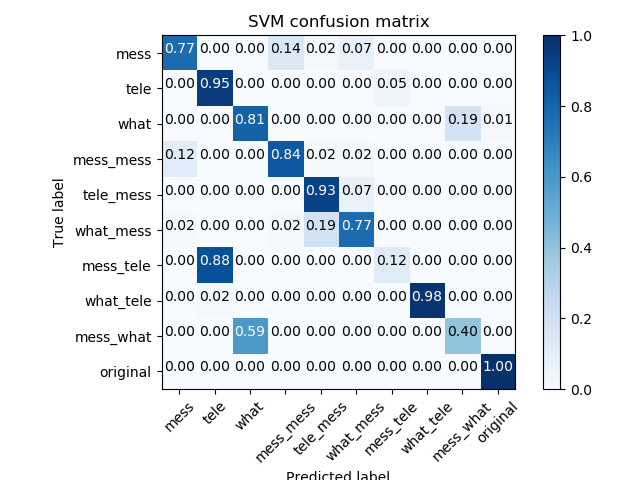 SVM confusion matrix
mess 0.77 0.00 0.00 0.14 0.02 0.07 0.00 0.00 0.00 0.00 1.0
tele 0.00 0.95 0.00 0.00 0.00 0.00 0.05 0.00 0.00 0.00
what 0.00 0.00 0.81 0.00 0.00 0.00 0.00 0.00 0.19 0.01 0.8
mess_mess 0.12 0.00 0.00 0.84 0.02 0.02 0.00 0.00 0.00 0.00
tele_mess 0.00 0.00 0.00 0.00 0.93 0.07 0.00 0.00 0.00 0.00 0.6
True label
what_mess 0.02 0.00 0.00 0.02 0.19 0.77 0.00 0.00 0.00 0.00 0.4
mess_tele 0.00 0.88 0.00 0.00 0.00 0.00 0.12 0.00 0.00 0.00
what_tele 0.00 0.02 0.00 0.00 0.00 0.00 0.00 0.98 0.00 0.00 0.2
mess_what 0.00 0.00 0.59 0.00 0.00 0.00 0.00 0.00 0.40 0.00
original 0.00 0.00 0.00 0.00 0.00 0.00 0.00 0.00 0.00 1.00 0.0
mess tele what mess_mess tele_mess what_mess mess_tele what_tele mess_what original
Predicted label